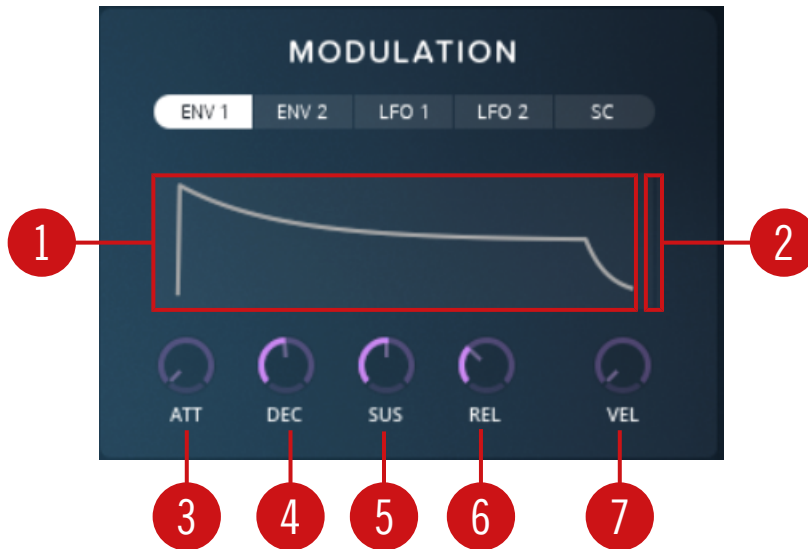 MODULATION
ENV 1 ENV 2 LFO 1 LFO 2 SC
1 2
ATT DEC SUS REL VEL
3 4 5 6 7